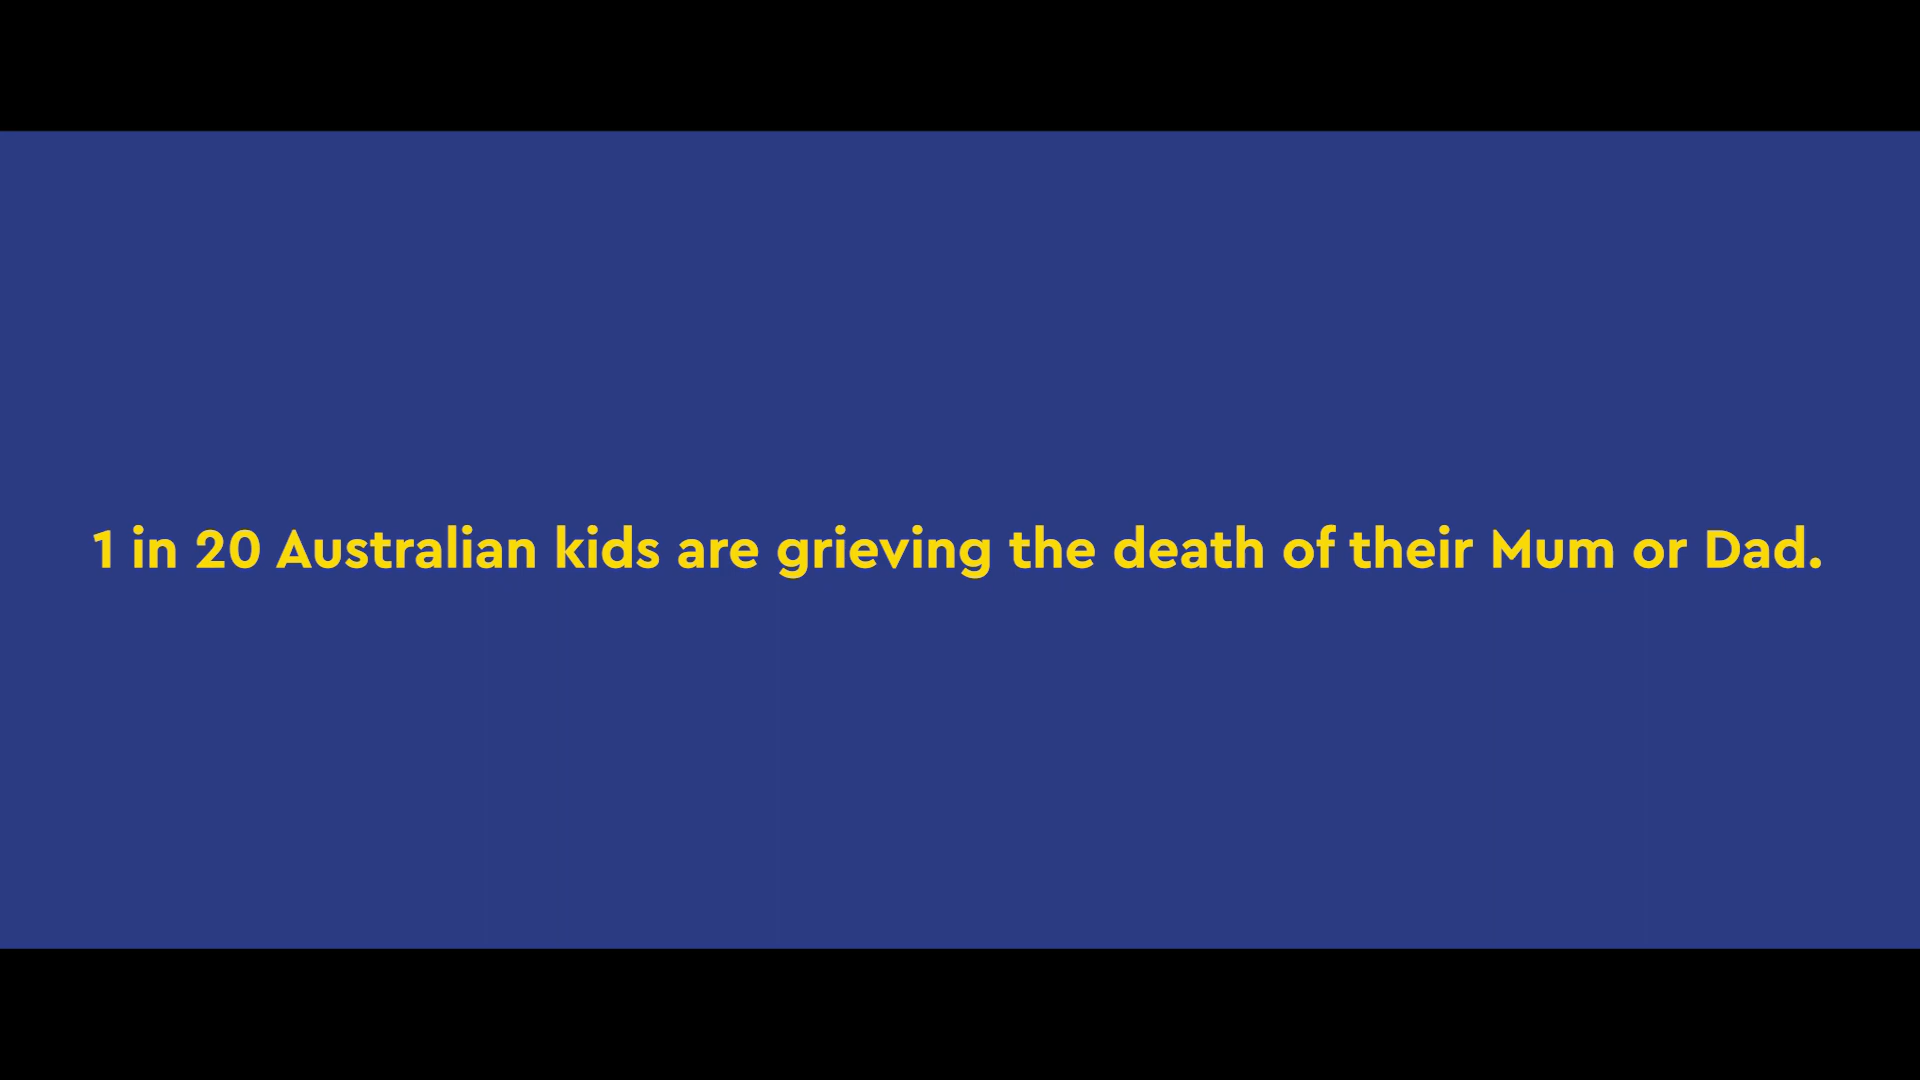 1 in 20 Australian kids are grieving the death of their Mum or Dad.